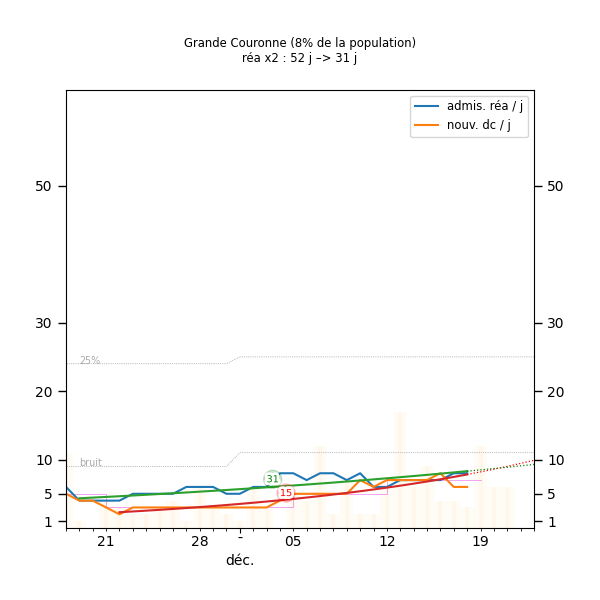 Grande Couronne (8% de la population)
réa x2 : 52 j –> 31 j
admis. réa / j
nouv. dc / j
50 50
30 30
25%
20 20
bruit
10 10
31
15
5 5
1 1
21 28 - 05 12 19
déc.